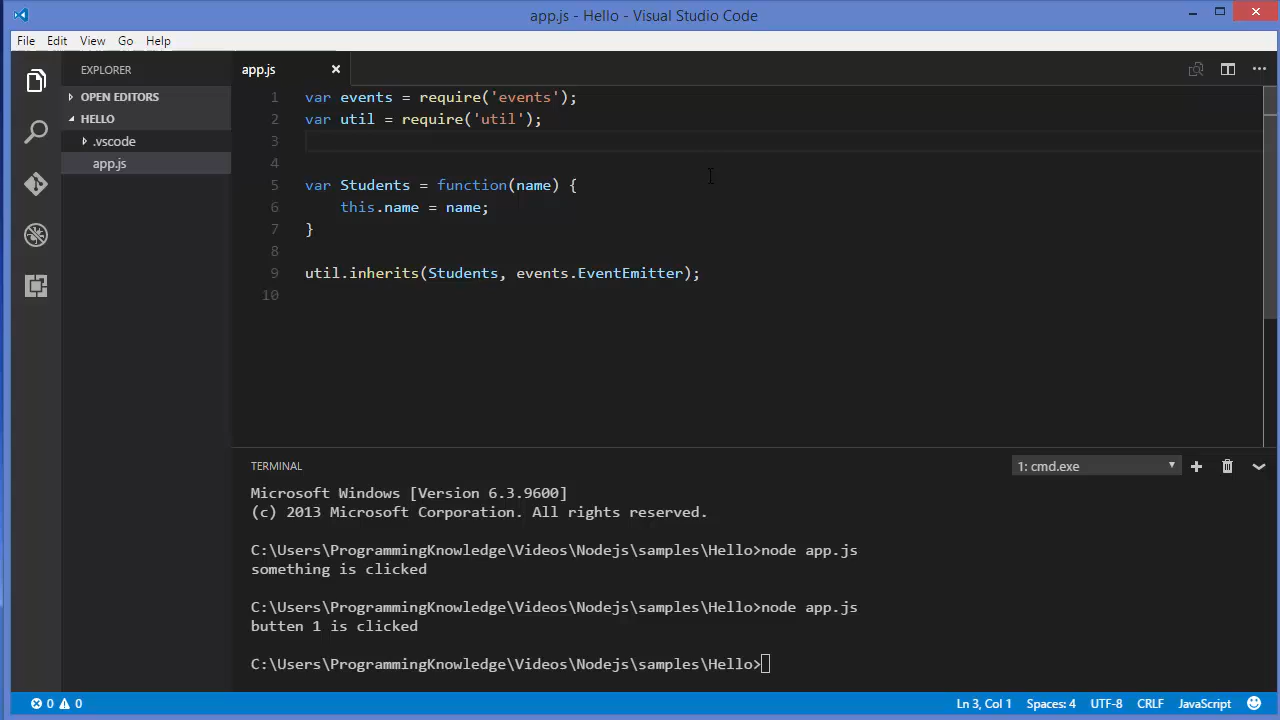 app.js - Hello - Visual Studio Code
File Edit View Go Help
EXPLORER
OPEN EDITORS
HELLO
.vscode
app.js
app.js
1 var events = require('events');
2 var util = require('util');
3
4
5 var Students = function(name) {
6 this.name = name;
7 }
8
9 util.inherits(Students, events.EventEmitter);
10
TERMINAL
1: cmd.exe
Microsoft Windows [Version 6.3.9600]
(c) 2013 Microsoft Corporation. All rights reserved.
C:\Users\ProgrammingKnowledge\Videos\Nodejs\samples\Hello>node app.js
something is clicked
C:\Users\ProgrammingKnowledge\Videos\Nodejs\samples\Hello>node app.js
butten 1 is clicked
C:\Users\ProgrammingKnowledge\Videos\Nodejs\samples\Hello>
0 0 Ln 3, Col 1 Spaces: 4 UTF-8 CRLF JavaScript